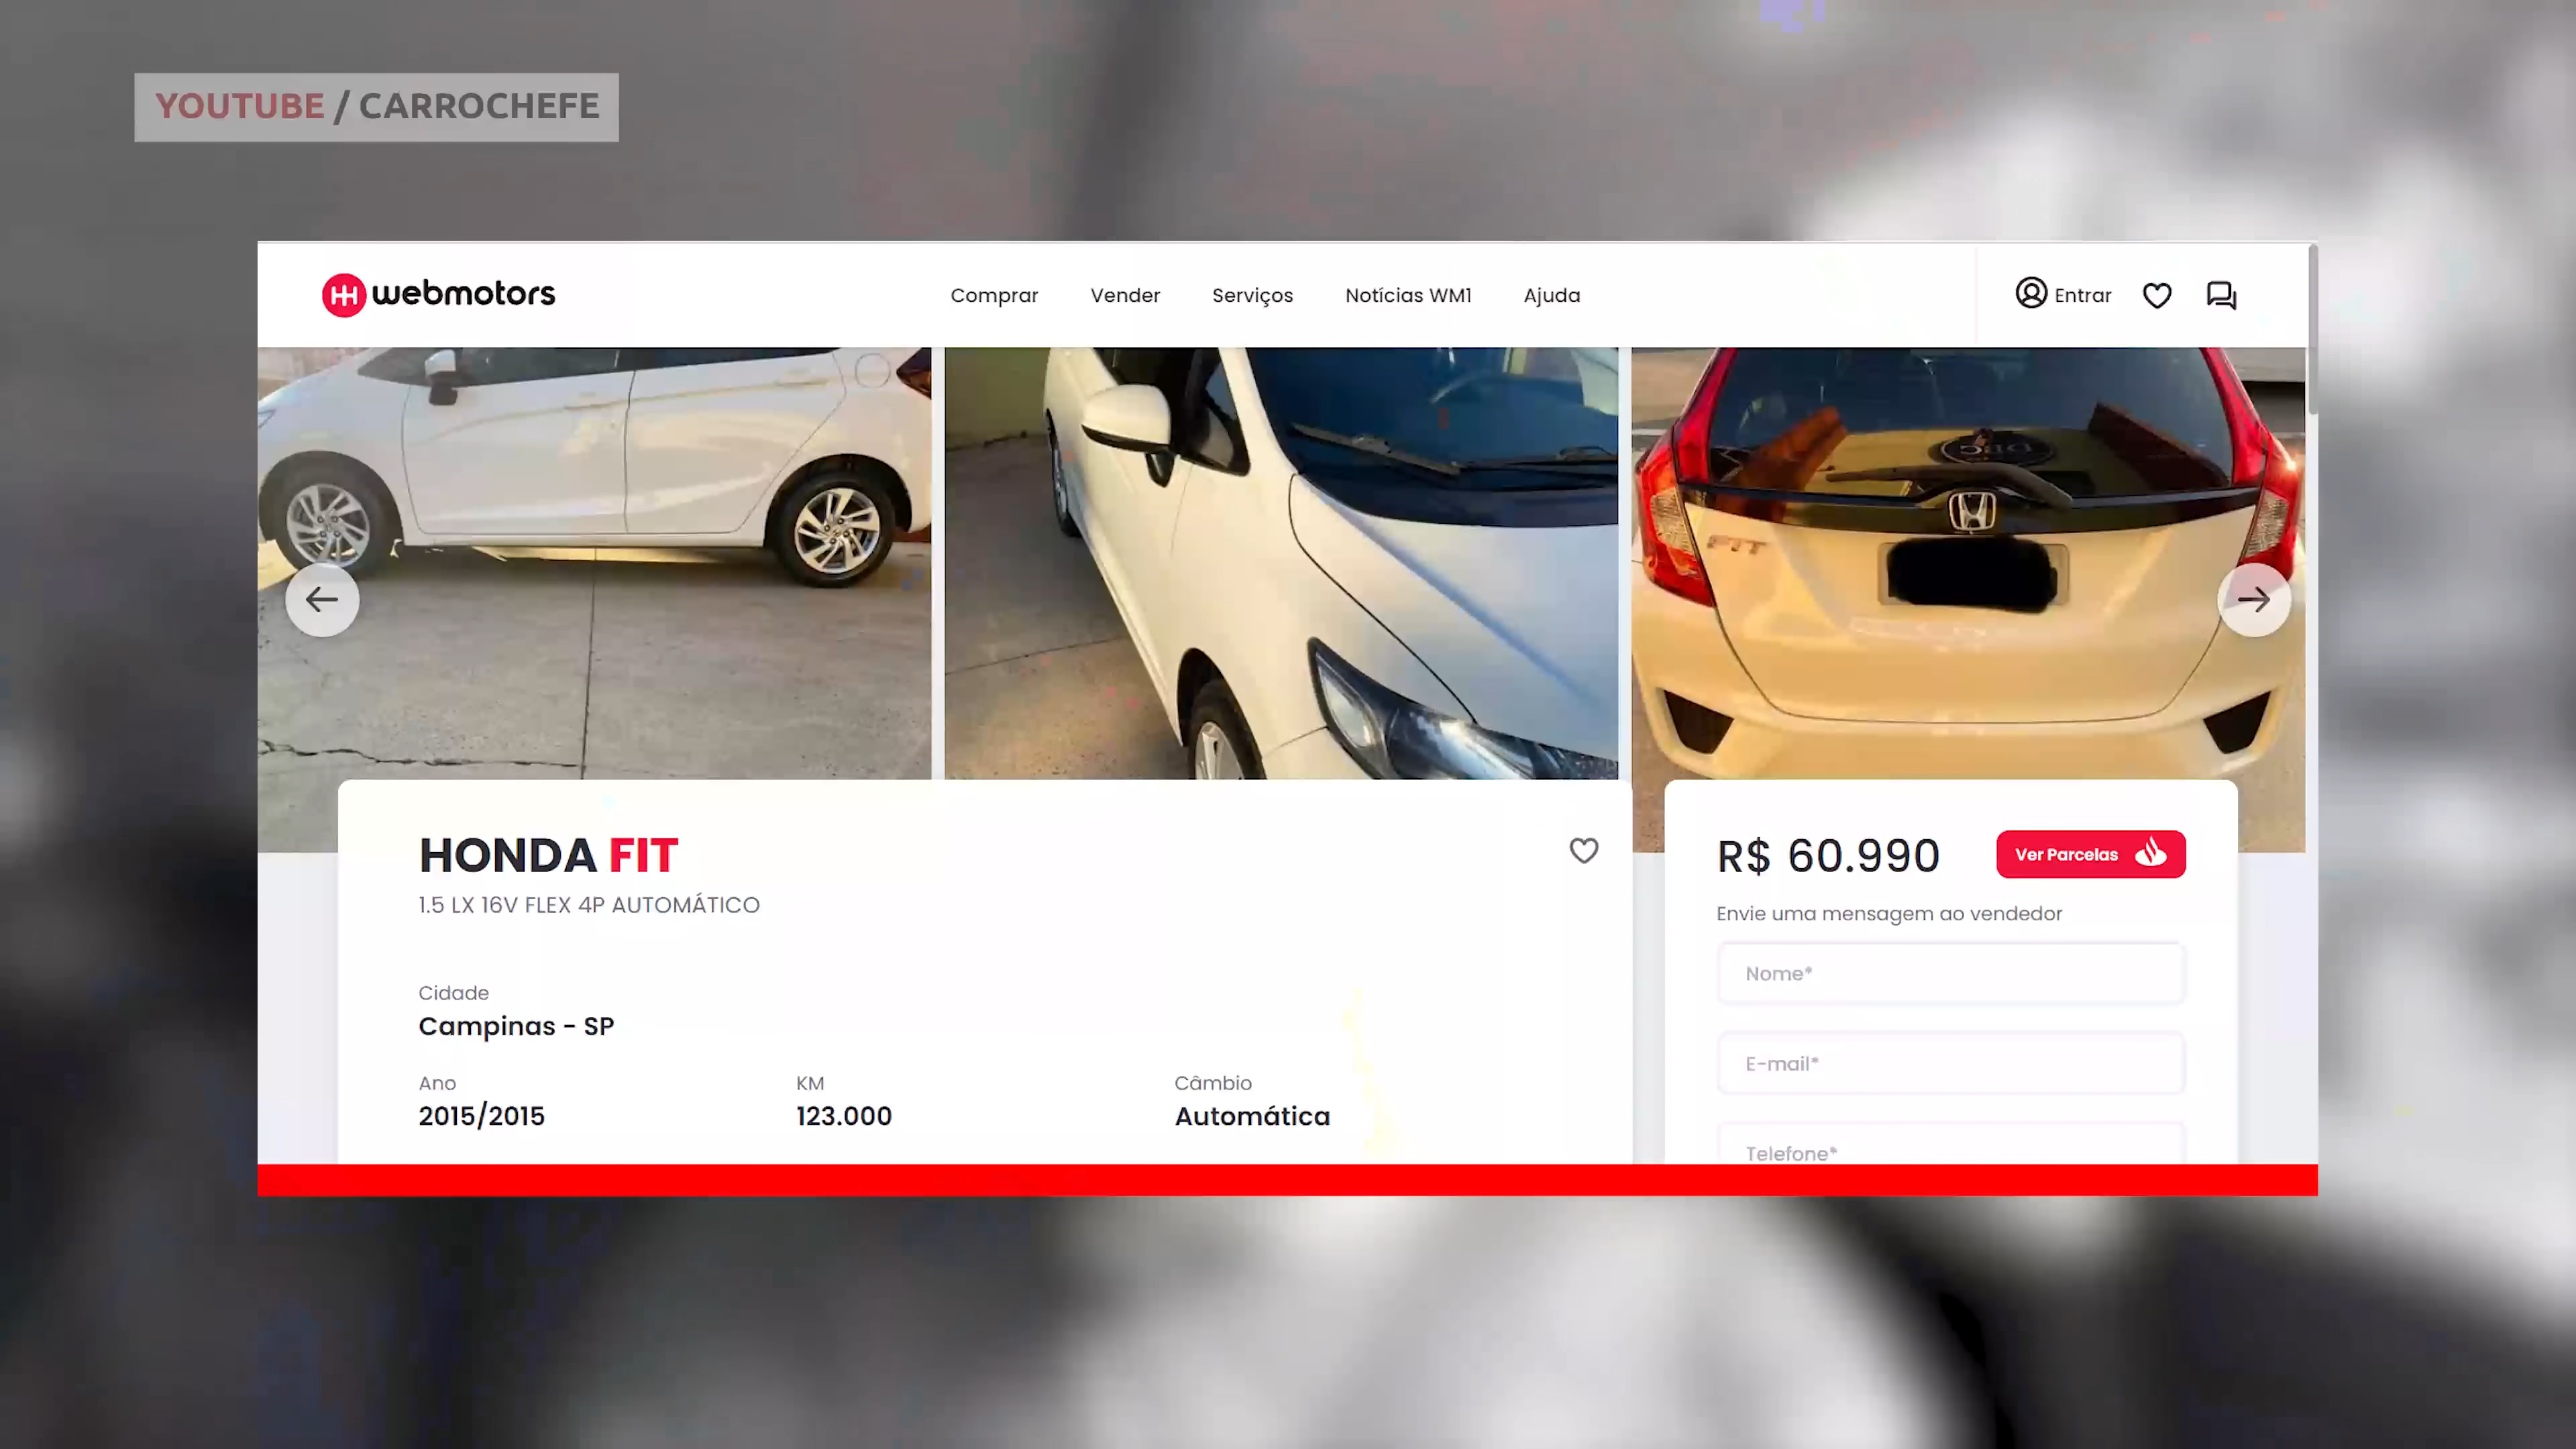 YOUTUBE / CARROCHEFE
webmotors
Comprar
Vender
Serviços
Notícias WM1
Ajuda
Entrar
FIT
HONDA FIT
1.5 LX 16V FLEX 4P AUTOMÁTICO
Cidade
Campinas - SP
Ano
2015/2015
KM
123.000
Câmbio
Automática
R$ 60.990
Ver Parcelas
Envie uma mensagem ao vendedor
Nome*
E-mail*
Telefone*